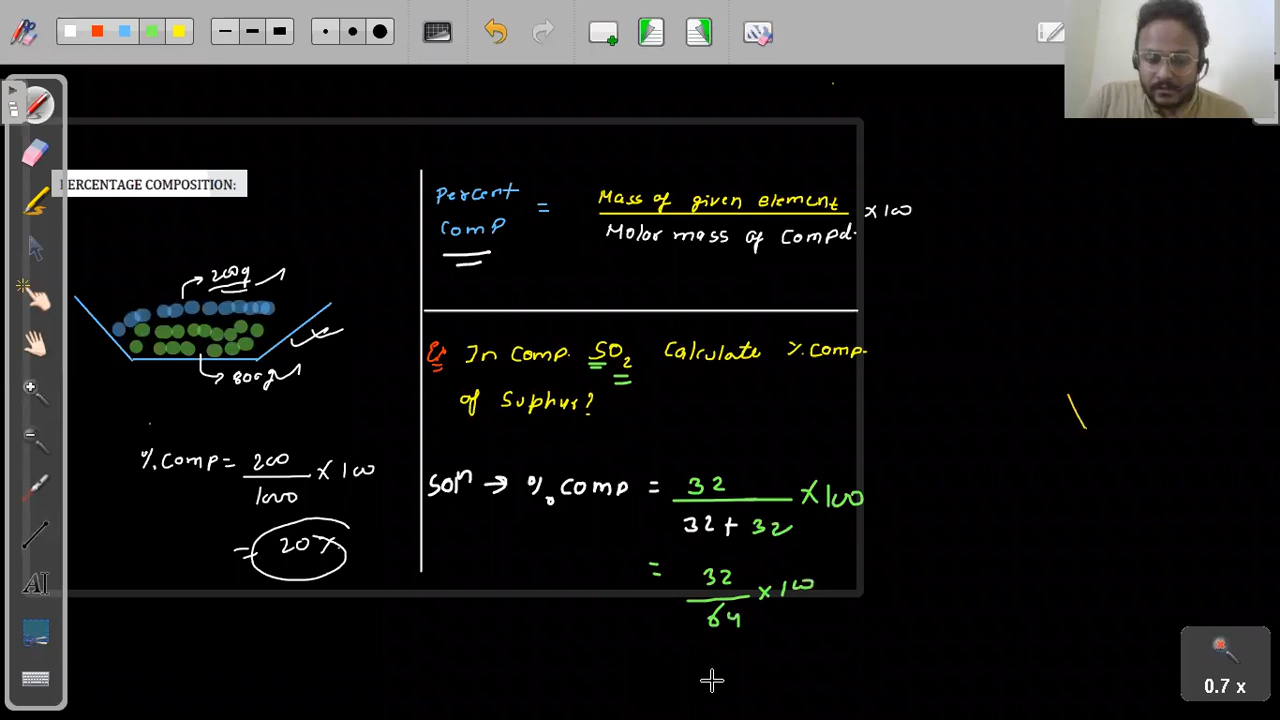 PERCENTAGE COMPOSITION:
200g
800g
%. Comp = 200/1000 × 100
= 20%
Percent Comp = Mass of given element / Molar mass of Compd. × 100
Ex In Comp. SO2 Calculate %. Comp.
of Suphur?
Soln → % Comp = 32 / 32 + 32 × 100
= 32/64 × 100
AI
0.7 x